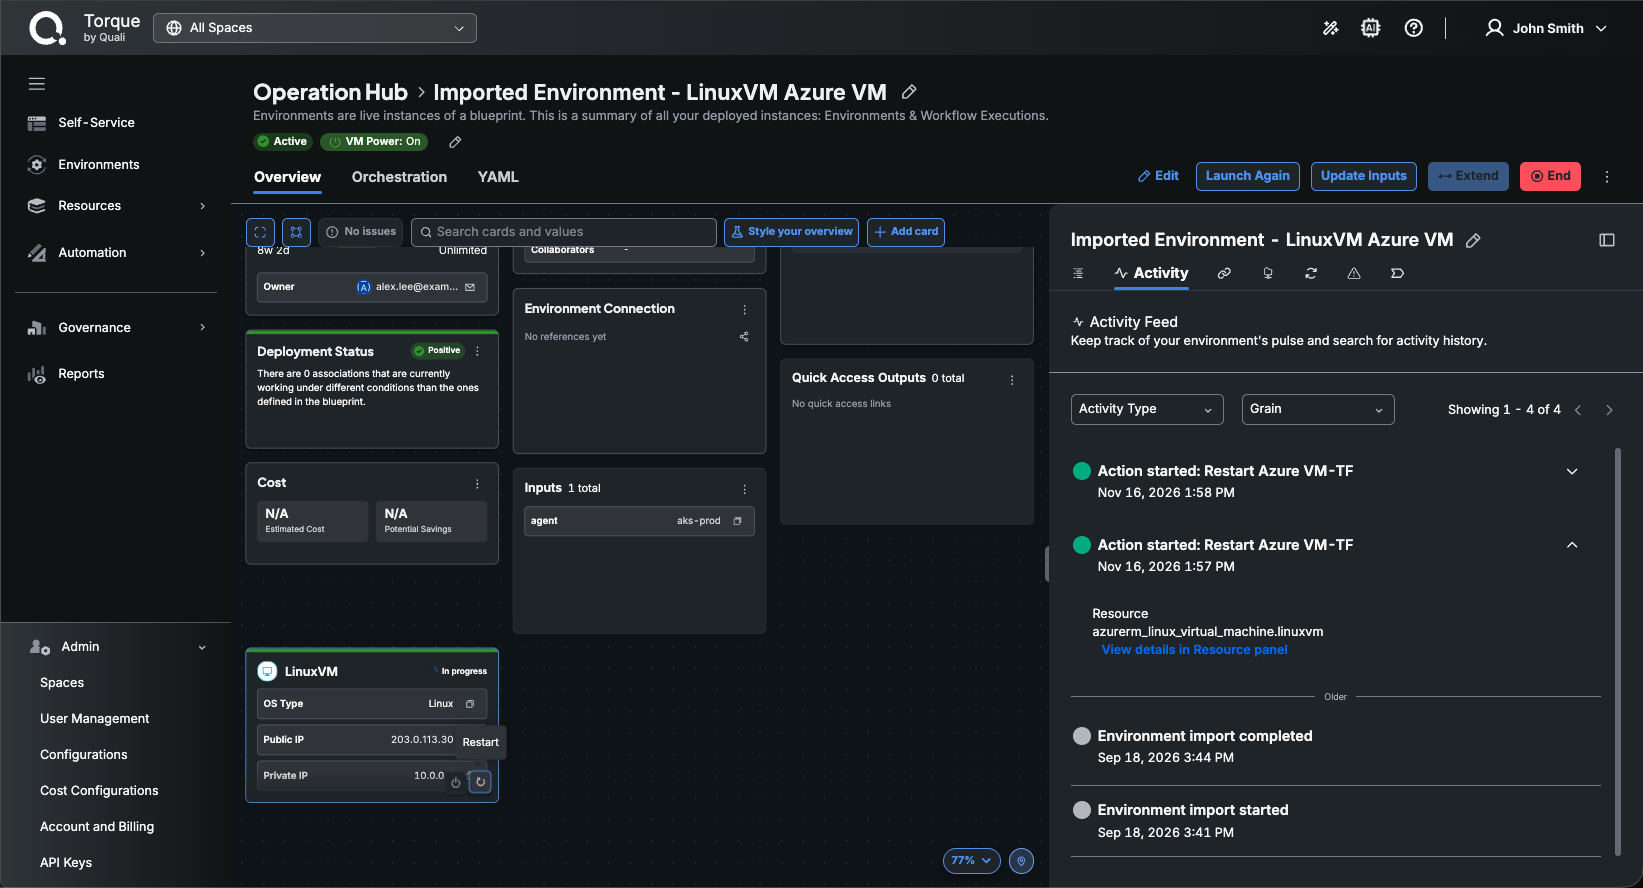 Torque
by Quali
All Spaces
AI
John Smith
Self-Service
Environments
Resources
Automation
Governance
Reports
Admin
Spaces
User Management
Configurations
Cost Configurations
Account and Billing
API Keys
Operation Hub > Imported Environment - LinuxVM Azure VM
Environments are live instances of a blueprint. This is a summary of all your deployed instances: Environments & Workflow Executions.
Active
VM Power: On
Overview
Orchestration
YAML
Edit
Launch Again
Update Inputs
Extend
End
No issues
Search cards and values
Style your overview
Add card
8w 2d
Unlimited
Owner
(A) alex.lee@exam...
Deployment Status
Positive
There are 0 associations that are currently
working under different conditions than the ones
defined in the blueprint.
Cost
N/A
Estimated Cost
N/A
Potential Savings
LinuxVM
In progress
OS Type
Linux
Public IP
203.0.113.30
Restart
Private IP
10.0.0
Collaborators
-
Environment Connection
No references yet
Inputs 1 total
agent
aks-prod
Quick Access Outputs 0 total
No quick access links
77%
Imported Environment - LinuxVM Azure VM
Activity
Activity Feed
Keep track of your environment's pulse and search for activity history.
Activity Type
Grain
Showing 1 - 4 of 4
Action started: Restart Azure VM-TF
Nov 16, 2026 1:58 PM
Action started: Restart Azure VM-TF
Nov 16, 2026 1:57 PM
Resource
azurerm_linux_virtual_machine.linuxvm
View details in Resource panel
Older
Environment import completed
Sep 18, 2026 3:44 PM
Environment import started
Sep 18, 2026 3:41 PM